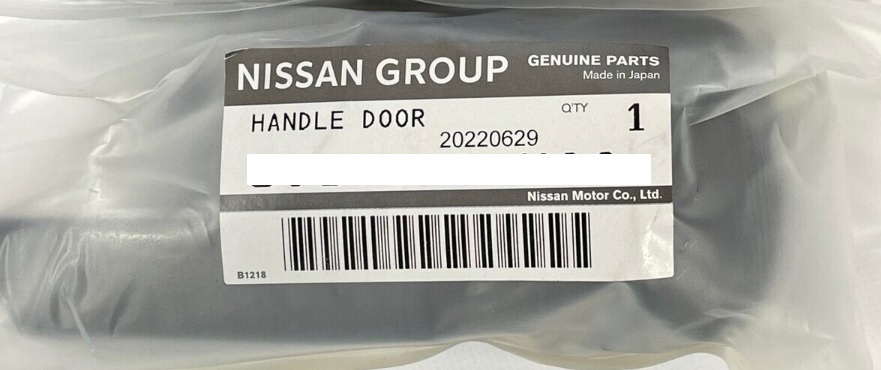 NISSAN GROUP
GENUINE PARTS
Made in Japan
HANDLE DOOR
Q'TY
1
20220629
Nissan Motor Co., Ltd.
B1218